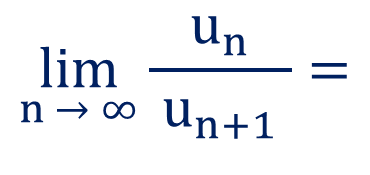 lim n → ∞ uₙ / uₙ₊₁ =